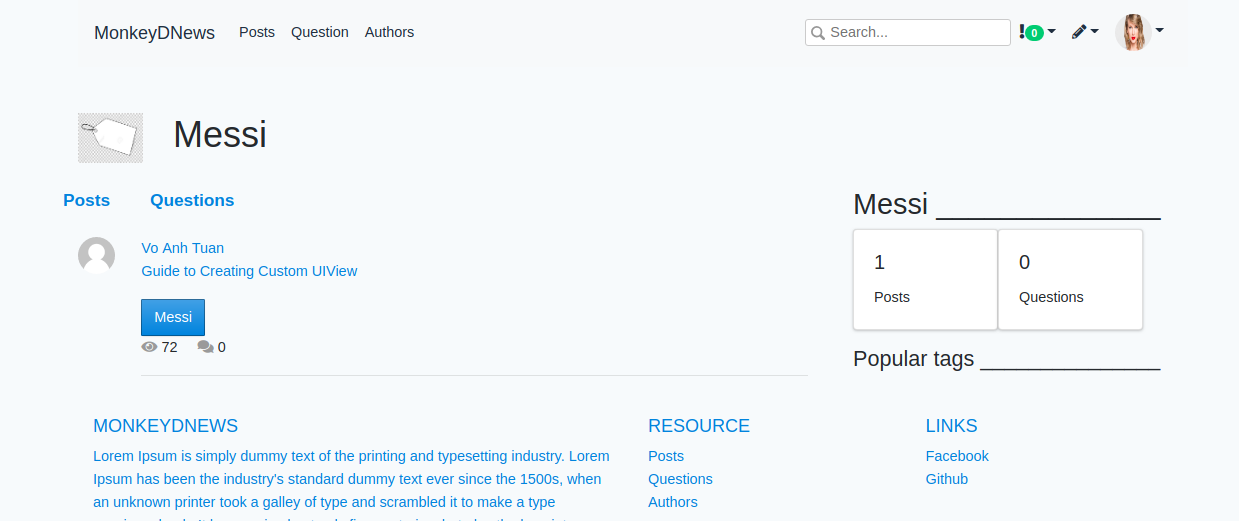 MonkeyDNews Posts Question Authors Search... 0
Messi
Posts Questions
Messi
Vo Anh Tuan
Guide to Creating Custom UIView
Messi
72 0
1 0
Posts Questions
Popular tags
MONKEYDNEWS
Lorem Ipsum is simply dummy text of the printing and typesetting industry. Lorem
Ipsum has been the industry's standard dummy text ever since the 1500s, when
an unknown printer took a galley of type and scrambled it to make a type
RESOURCE
Posts
Questions
Authors
LINKS
Facebook
Github